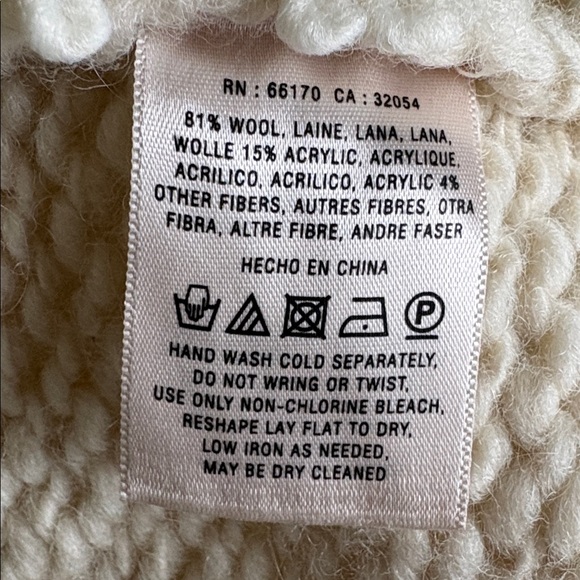 RN : 66170 CA : 32054
81% WOOL, LAINE, LANA, LANA,
WOLLE 15% ACRYLIC, ACRYLIQUE,
ACRILICO, ACRILICO, ACRYLIC 4%
OTHER FIBERS, AUTRES FIBRES, OTRA
FIBRA, ALTRE FIBRE, ANDRE FASER
HECHO EN CHINA
P
HAND WASH COLD SEPARATELY,
DO NOT WRING OR TWIST,
USE ONLY NON-CHLORINE BLEACH,
RESHAPE LAY FLAT TO DRY,
LOW IRON AS NEEDED,
MAY BE DRY CLEANED